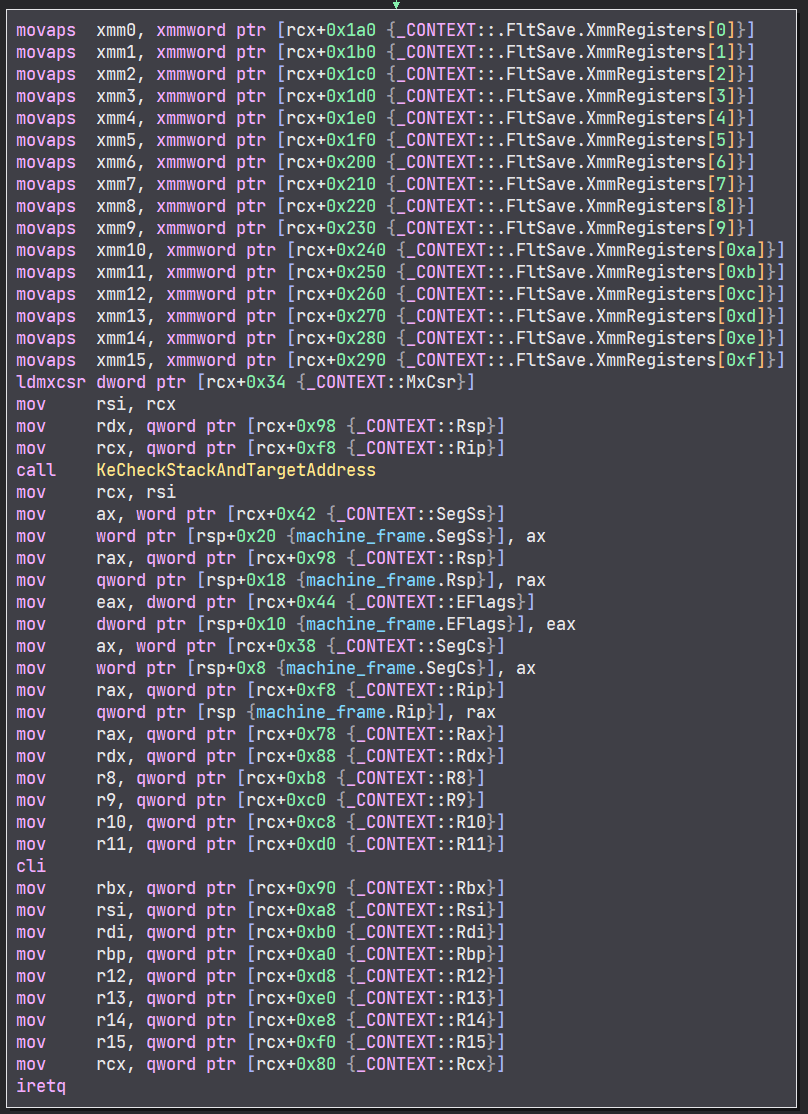 movaps  xmm0, xmmword ptr [rcx+0x1a0 {_CONTEXT::.FltSave.XmmRegisters[0]}]
movaps  xmm1, xmmword ptr [rcx+0x1b0 {_CONTEXT::.FltSave.XmmRegisters[1]}]
movaps  xmm2, xmmword ptr [rcx+0x1c0 {_CONTEXT::.FltSave.XmmRegisters[2]}]
movaps  xmm3, xmmword ptr [rcx+0x1d0 {_CONTEXT::.FltSave.XmmRegisters[3]}]
movaps  xmm4, xmmword ptr [rcx+0x1e0 {_CONTEXT::.FltSave.XmmRegisters[4]}]
movaps  xmm5, xmmword ptr [rcx+0x1f0 {_CONTEXT::.FltSave.XmmRegisters[5]}]
movaps  xmm6, xmmword ptr [rcx+0x200 {_CONTEXT::.FltSave.XmmRegisters[6]}]
movaps  xmm7, xmmword ptr [rcx+0x210 {_CONTEXT::.FltSave.XmmRegisters[7]}]
movaps  xmm8, xmmword ptr [rcx+0x220 {_CONTEXT::.FltSave.XmmRegisters[8]}]
movaps  xmm9, xmmword ptr [rcx+0x230 {_CONTEXT::.FltSave.XmmRegisters[9]}]
movaps  xmm10, xmmword ptr [rcx+0x240 {_CONTEXT::.FltSave.XmmRegisters[0xa]}]
movaps  xmm11, xmmword ptr [rcx+0x250 {_CONTEXT::.FltSave.XmmRegisters[0xb]}]
movaps  xmm12, xmmword ptr [rcx+0x260 {_CONTEXT::.FltSave.XmmRegisters[0xc]}]
movaps  xmm13, xmmword ptr [rcx+0x270 {_CONTEXT::.FltSave.XmmRegisters[0xd]}]
movaps  xmm14, xmmword ptr [rcx+0x280 {_CONTEXT::.FltSave.XmmRegisters[0xe]}]
movaps  xmm15, xmmword ptr [rcx+0x290 {_CONTEXT::.FltSave.XmmRegisters[0xf]}]
ldmxcsr dword ptr [rcx+0x34 {_CONTEXT::MxCsr}]
mov     rsi, rcx
mov     rdx, qword ptr [rcx+0x98 {_CONTEXT::Rsp}]
mov     rcx, qword ptr [rcx+0xf8 {_CONTEXT::Rip}]
call    KeCheckStackAndTargetAddress
mov     rcx, rsi
mov     ax, word ptr [rcx+0x42 {_CONTEXT::SegSs}]
mov     word ptr [rsp+0x20 {machine_frame.SegSs}], ax
mov     rax, qword ptr [rcx+0x98 {_CONTEXT::Rsp}]
mov     qword ptr [rsp+0x18 {machine_frame.Rsp}], rax
mov     eax, dword ptr [rcx+0x44 {_CONTEXT::EFlags}]
mov     dword ptr [rsp+0x10 {machine_frame.EFlags}], eax
mov     ax, word ptr [rcx+0x38 {_CONTEXT::SegCs}]
mov     word ptr [rsp+0x8 {machine_frame.SegCs}], ax
mov     rax, qword ptr [rcx+0xf8 {_CONTEXT::Rip}]
mov     qword ptr [rsp {machine_frame.Rip}], rax
mov     rax, qword ptr [rcx+0x78 {_CONTEXT::Rax}]
mov     rdx, qword ptr [rcx+0x88 {_CONTEXT::Rdx}]
mov     r8, qword ptr [rcx+0xb8 {_CONTEXT::R8}]
mov     r9, qword ptr [rcx+0xc0 {_CONTEXT::R9}]
mov     r10, qword ptr [rcx+0xc8 {_CONTEXT::R10}]
mov     r11, qword ptr [rcx+0xd0 {_CONTEXT::R11}]
cli
mov     rbx, qword ptr [rcx+0x90 {_CONTEXT::Rbx}]
mov     rsi, qword ptr [rcx+0xa8 {_CONTEXT::Rsi}]
mov     rdi, qword ptr [rcx+0xb0 {_CONTEXT::Rdi}]
mov     rbp, qword ptr [rcx+0xa0 {_CONTEXT::Rbp}]
mov     r12, qword ptr [rcx+0xd8 {_CONTEXT::R12}]
mov     r13, qword ptr [rcx+0xe0 {_CONTEXT::R13}]
mov     r14, qword ptr [rcx+0xe8 {_CONTEXT::R14}]
mov     r15, qword ptr [rcx+0xf0 {_CONTEXT::R15}]
mov     rcx, qword ptr [rcx+0x80 {_CONTEXT::Rcx}]
iretq